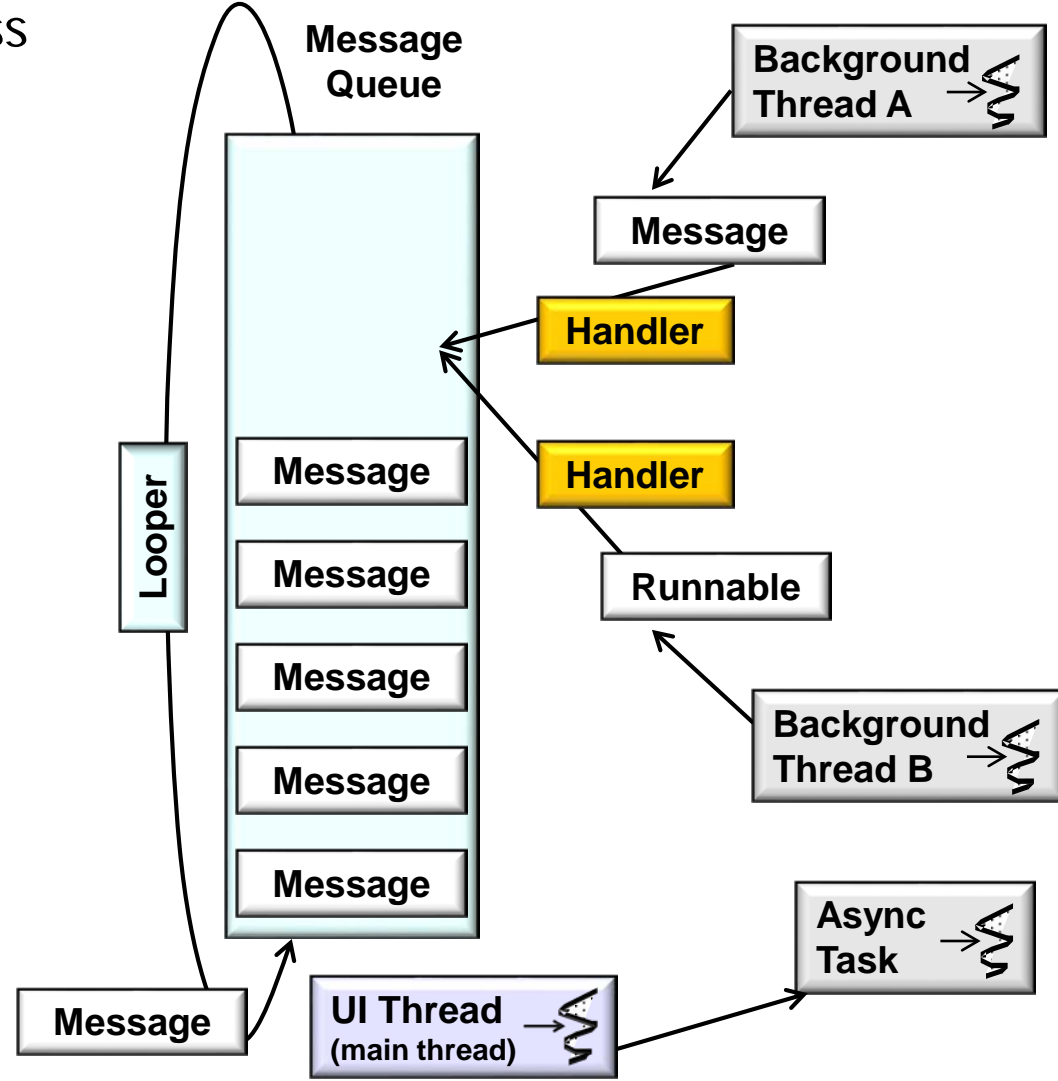 ss
Message
Queue
Background
Thread A
Message
Handler
Message
Handler
Looper
Message
Runnable
Message
Message
Background
Thread B
Message
Async
Task
Message
UI Thread
(main thread)